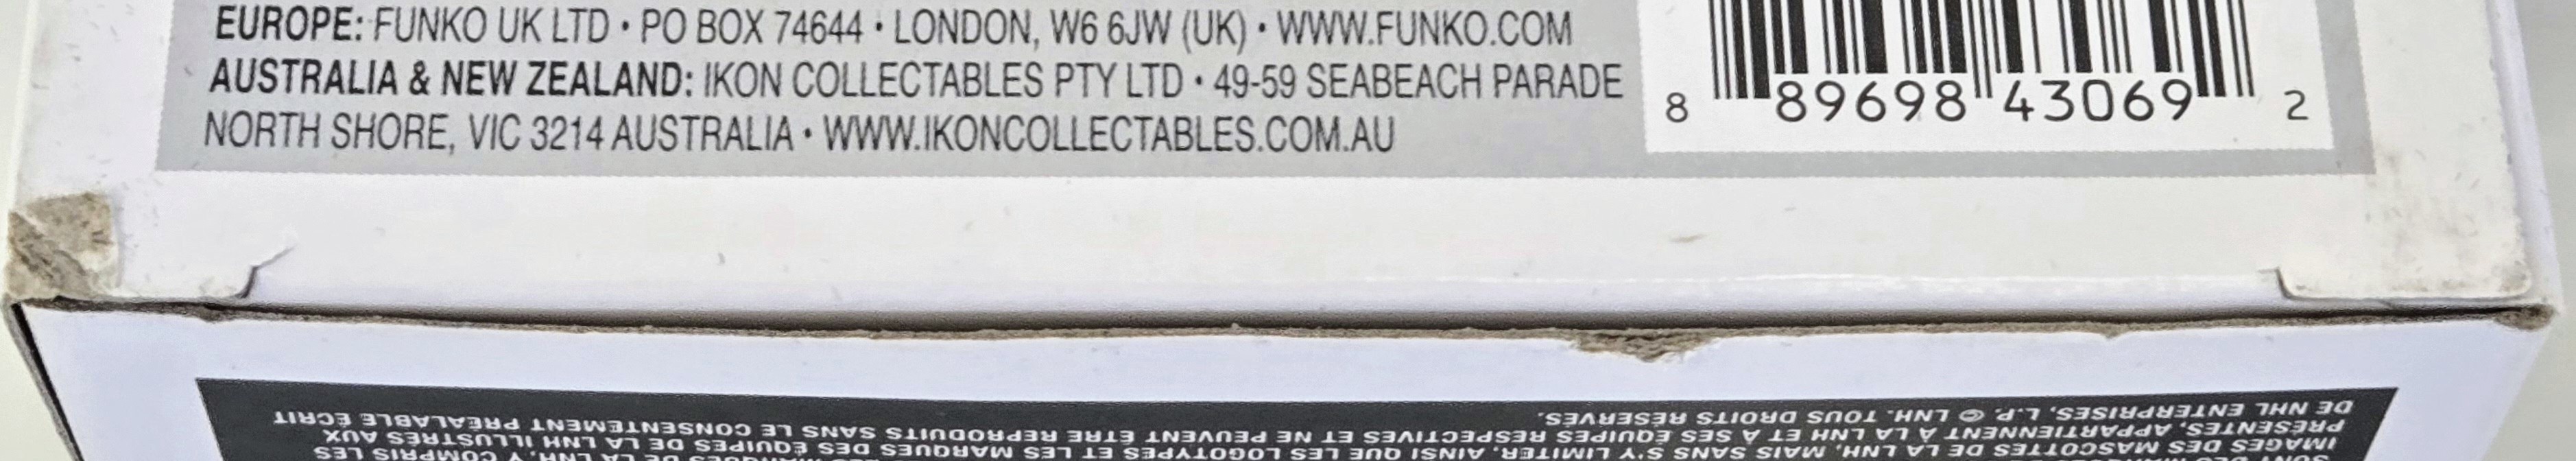 EUROPE: FUNKO UK LTD • PO BOX 74644 • LONDON, W6 6JW (UK) • WWW.FUNKO.COM
AUSTRALIA & NEW ZEALAND: IKON COLLECTABLES PTY LTD • 49-59 SEABEACH PARADE
NORTH SHORE, VIC 3214 AUSTRALIA • WWW.IKONCOLLECTABLES.COM.AU
8 89698 43069 2
IMAGES DES MASCOTTES DE LA LNH, MAIS SANS S'Y LIMITER, AINSI QUE LES LOGOTYPES ET LES MARQUES DES ÉQUIPES DE LA LNH ILLUSTRÉS AUX
PRÉSENTES, APPARTIENNENT À LA LNH ET À SES ÉQUIPES RESPECTIVES ET NE PEUVENT ÊTRE REPRODUITS SANS LE CONSENTEMENT PRÉALABLE ÉCRIT
DE NHL ENTERPRISES, L.P. © LNH. TOUS DROITS RÉSERVÉS.